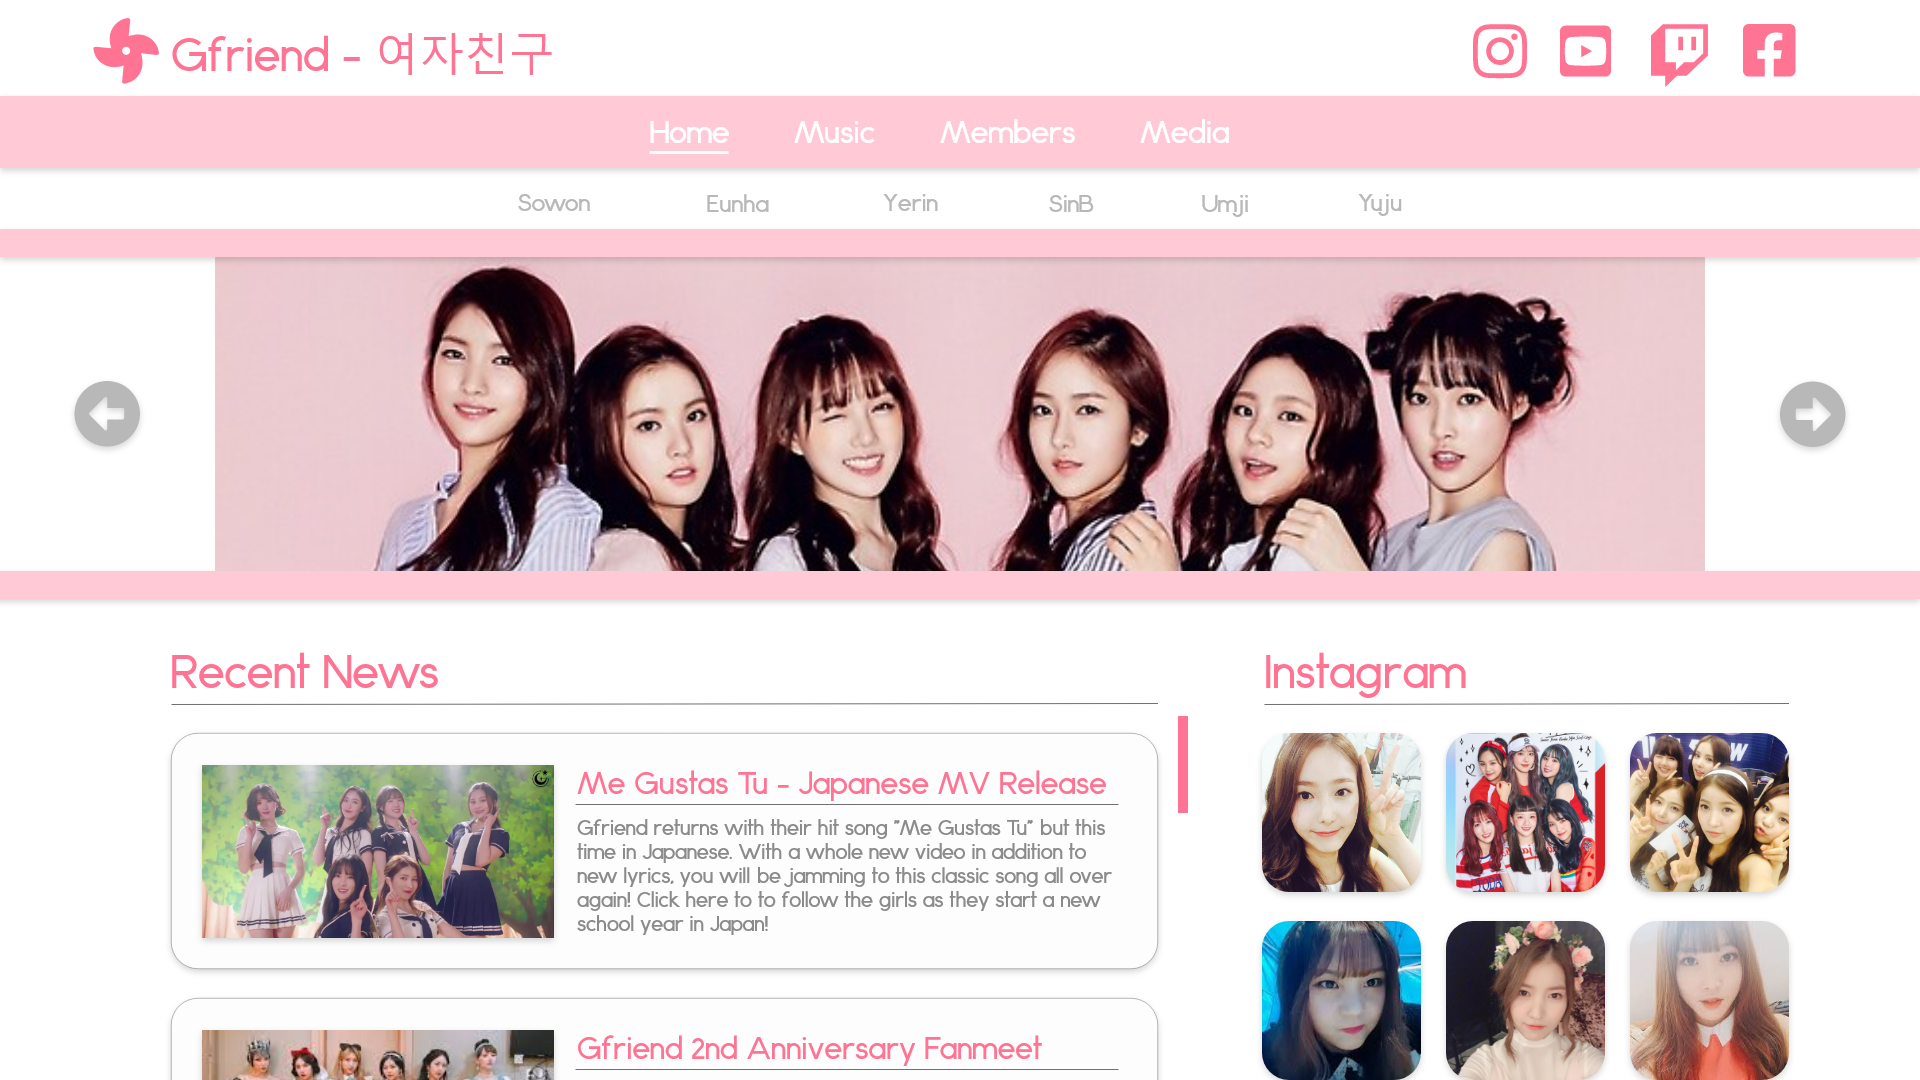 Gfriend - 여자친구
Home Music Members Media
Sowon Eunha Yerin SinB Umji Yuju
Recent News
Instagram
Me Gustas Tu - Japanese MV Release
Gfriend returns with their hit song "Me Gustas Tu" but this
time in Japanese. With a whole new video in addition to
new lyrics, you will be jamming to this classic song all over
again! Click here to to follow the girls as they start a new
school year in Japan!
Gfriend 2nd Anniversary Fanmeet